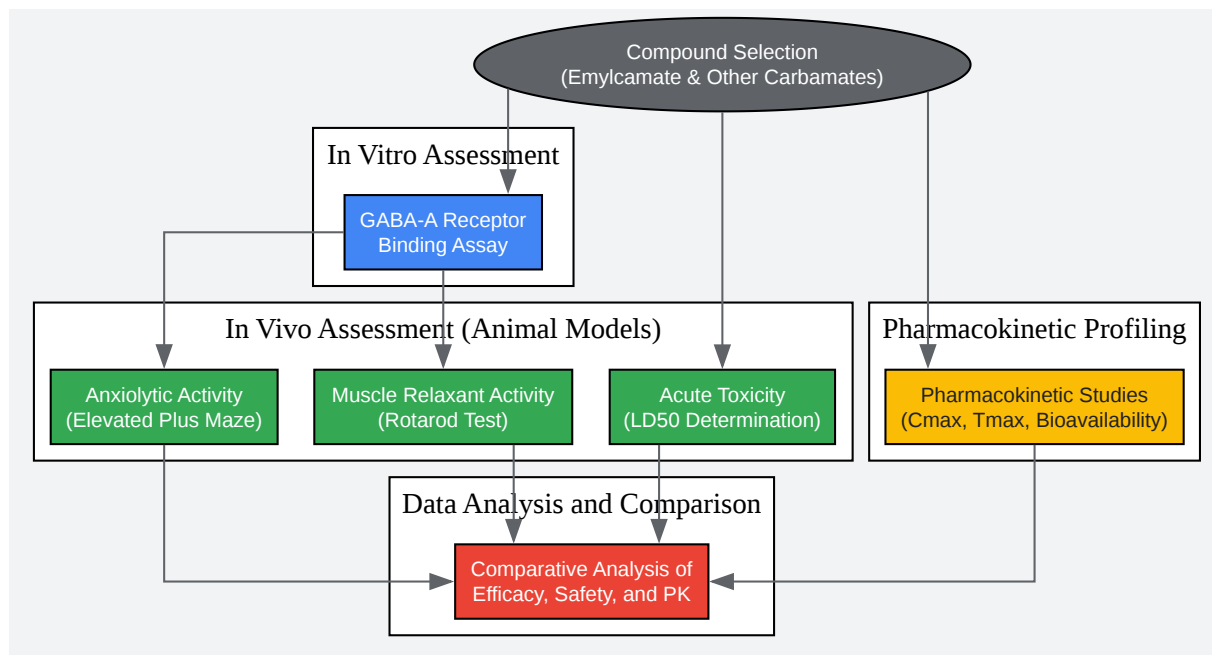 Compound Selection
(Emylcamate & Other Carbamates)
In Vitro Assessment
GABA-A Receptor
Binding Assay
In Vivo Assessment (Animal Models)
Pharmacokinetic Profiling
Anxiolytic Activity
(Elevated Plus Maze)
Muscle Relaxant Activity
(Rotarod Test)
Acute Toxicity
(LD50 Determination)
Pharmacokinetic Studies
(Cmax, Tmax, Bioavailability)
Data Analysis and Comparison
Comparative Analysis of
Efficacy, Safety, and PK